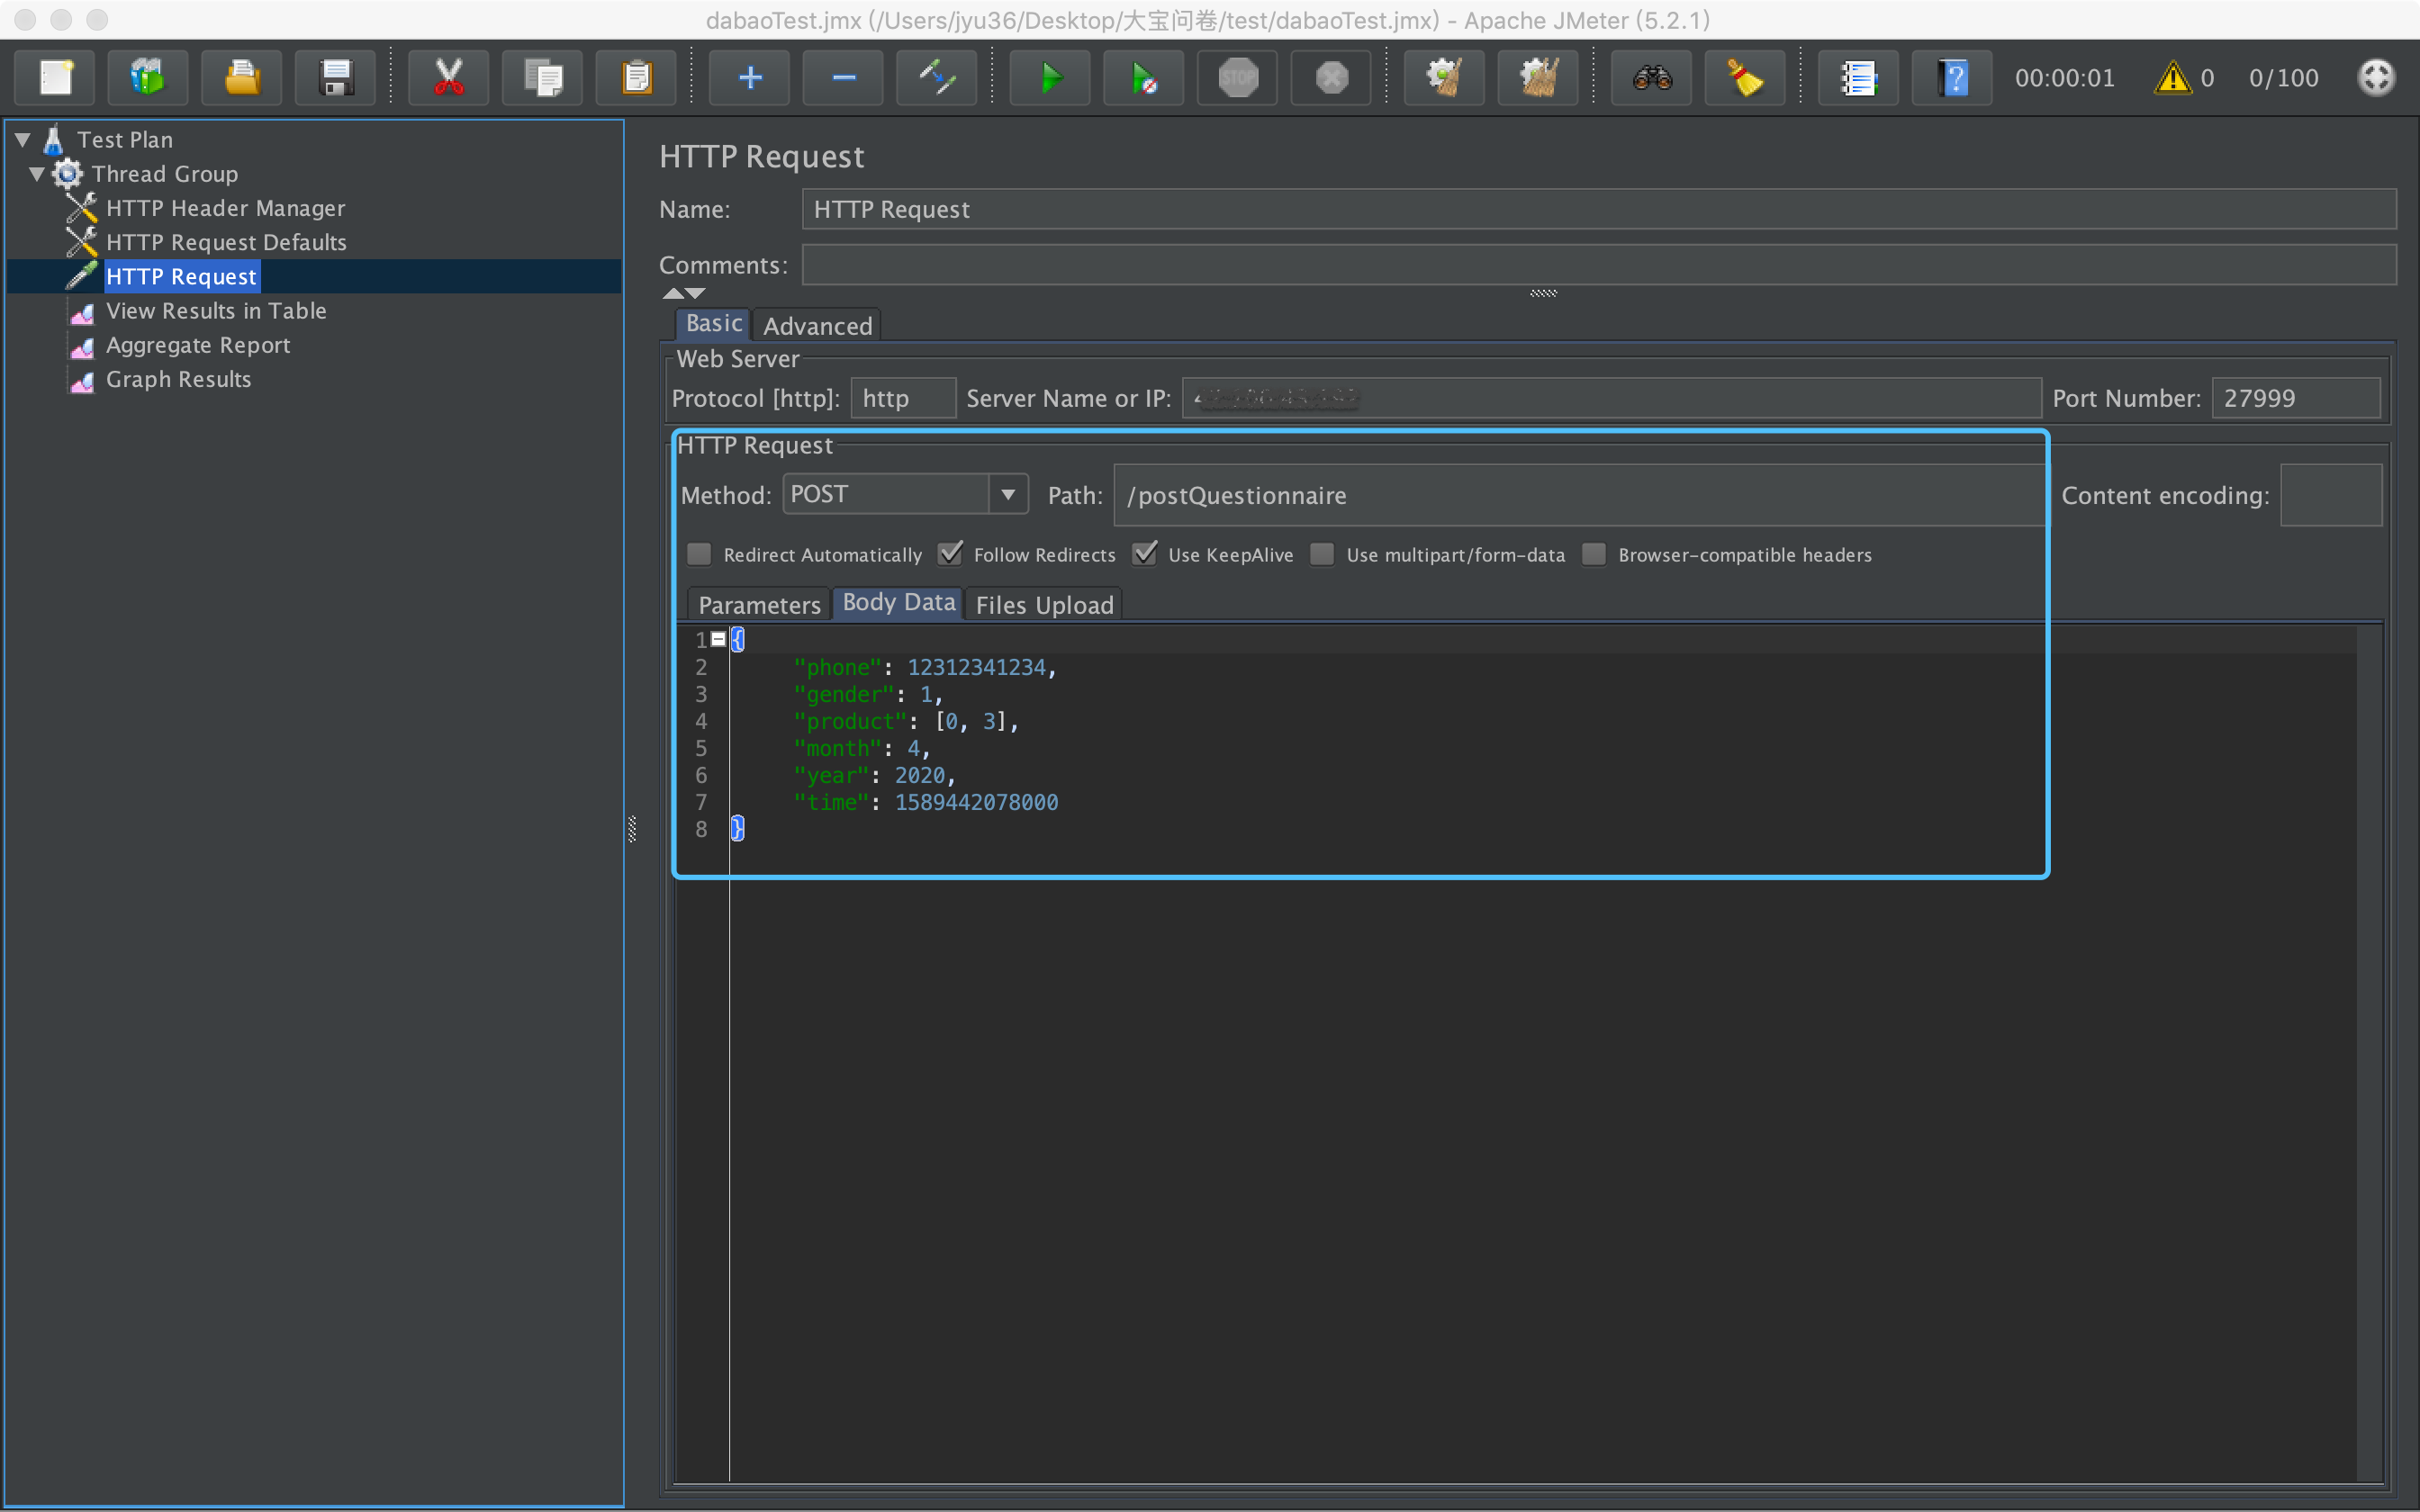 dabaoTest.jmx (/Users/jyu36/Desktop/大宝问卷/test/dabaoTest.jmx) - Apache JMeter (5.2.1)
STOP
00:00:01
0
0/100
Test Plan
Thread Group
HTTP Header Manager
HTTP Request Defaults
HTTP Request
View Results in Table
Aggregate Report
Graph Results
HTTP Request
Name: HTTP Request
Comments:
Basic Advanced
Web Server
Protocol [http]: http Server Name or IP: Port Number: 27999
HTTP Request
Method: POST Path: /postQuestionnaire Content encoding:
Redirect Automatically Follow Redirects Use KeepAlive Use multipart/form-data Browser-compatible headers
Parameters Body Data Files Upload
1 {
2 "phone": 12312341234,
3 "gender": 1,
4 "product": [0, 3],
5 "month": 4,
6 "year": 2020,
7 "time": 1589442078000
8 }